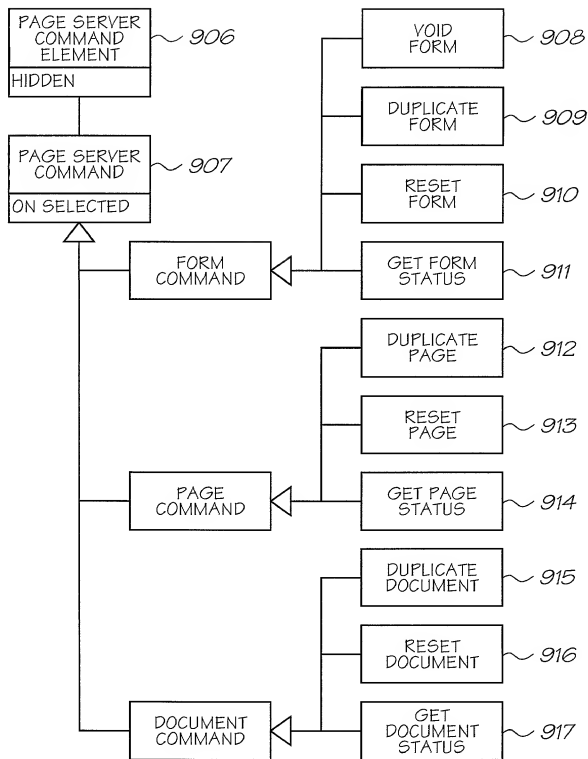 PAGE SERVER
COMMAND
ELEMENT
906
HIDDEN
PAGE SERVER
COMMAND
907
ON SELECTED
FORM
COMMAND
VOID
FORM
908
DUPLICATE
FORM
909
RESET
FORM
910
GET FORM
STATUS
911
PAGE
COMMAND
DUPLICATE
PAGE
912
RESET
PAGE
913
GET PAGE
STATUS
914
DOCUMENT
COMMAND
DUPLICATE
DOCUMENT
915
RESET
DOCUMENT
916
GET
DOCUMENT
STATUS
917